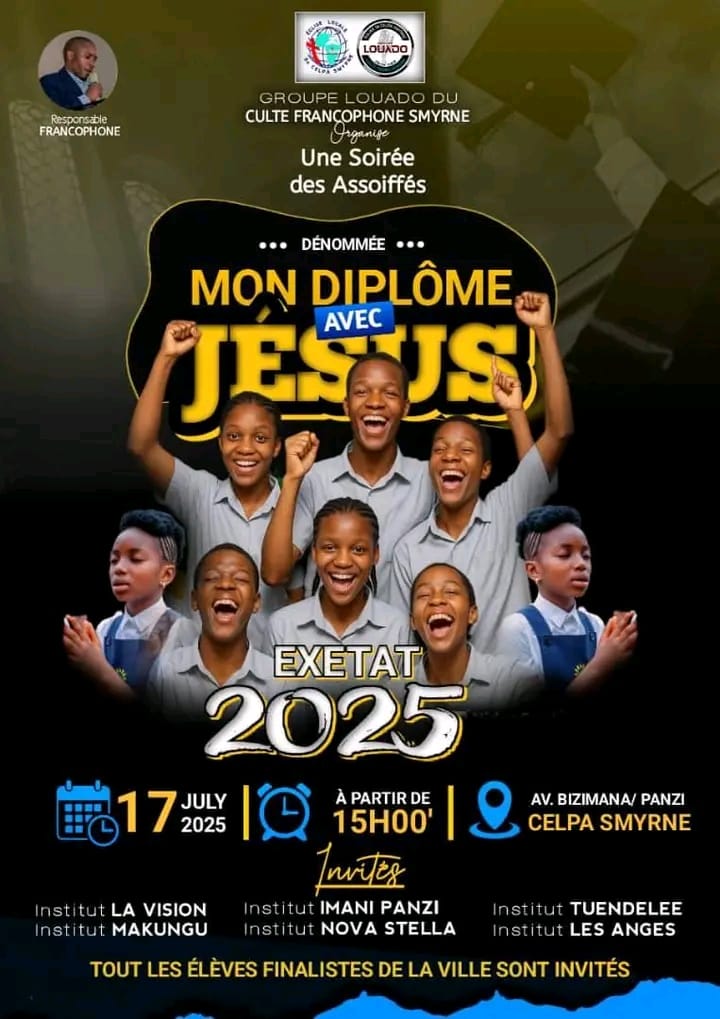 ÉGLISE LOCALE
LOUADO
Responsable
FRANCOPHONE
GROUPE LOUADO DU
CULTE FRANCOPHONE SMYRNE
Organise
Une Soirée
des Assoiffés
DÉNOMMÉE
MON DIPLÔME
AVEC
JÉSUS
EXETAT
2025
17 JULY
2025
À PARTIR DE
15H00'
AV. BIZIMANA/ PANZI
CELPA SMYRNE
Invités
Institut LA VISION
Institut MAKUNGU
Institut IMANI PANZI
Institut NOVA STELLA
Institut TUENDELEE
Institut LES ANGES
TOUT LES ÉLÈVES FINALISTES DE LA VILLE SONT INVITÉS